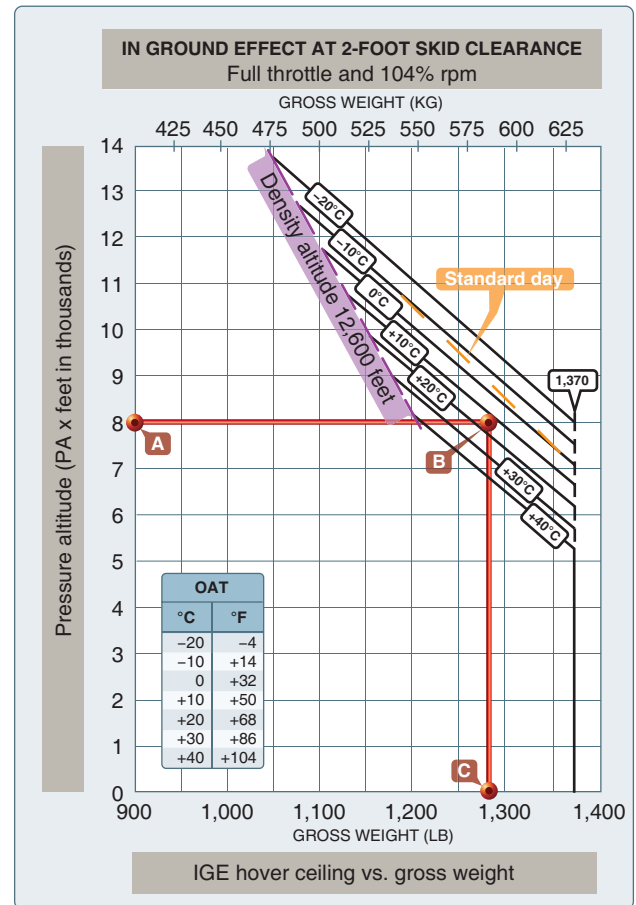 IN GROUND EFFECT AT 2-FOOT SKID CLEARANCE
Full throttle and 104% rpm
GROSS WEIGHT (KG)
425 450 475 500 525 550 575 600 625
14
13
12
11
10
9
8
7
6
5
4
3
2
1
0
Pressure altitude (PA x feet in thousands)
Density altitude 12,600 feet
–20°C
–10°C
0°C
+10°C
+20°C
+30°C
+40°C
Standard day
1,370
A
B
C
OAT
°C °F
–20 –4
–10 +14
0 +32
+10 +50
+20 +68
+30 +86
+40 +104
900 1,000 1,100 1,200 1,300 1,400
GROSS WEIGHT (LB)
IGE hover ceiling vs. gross weight